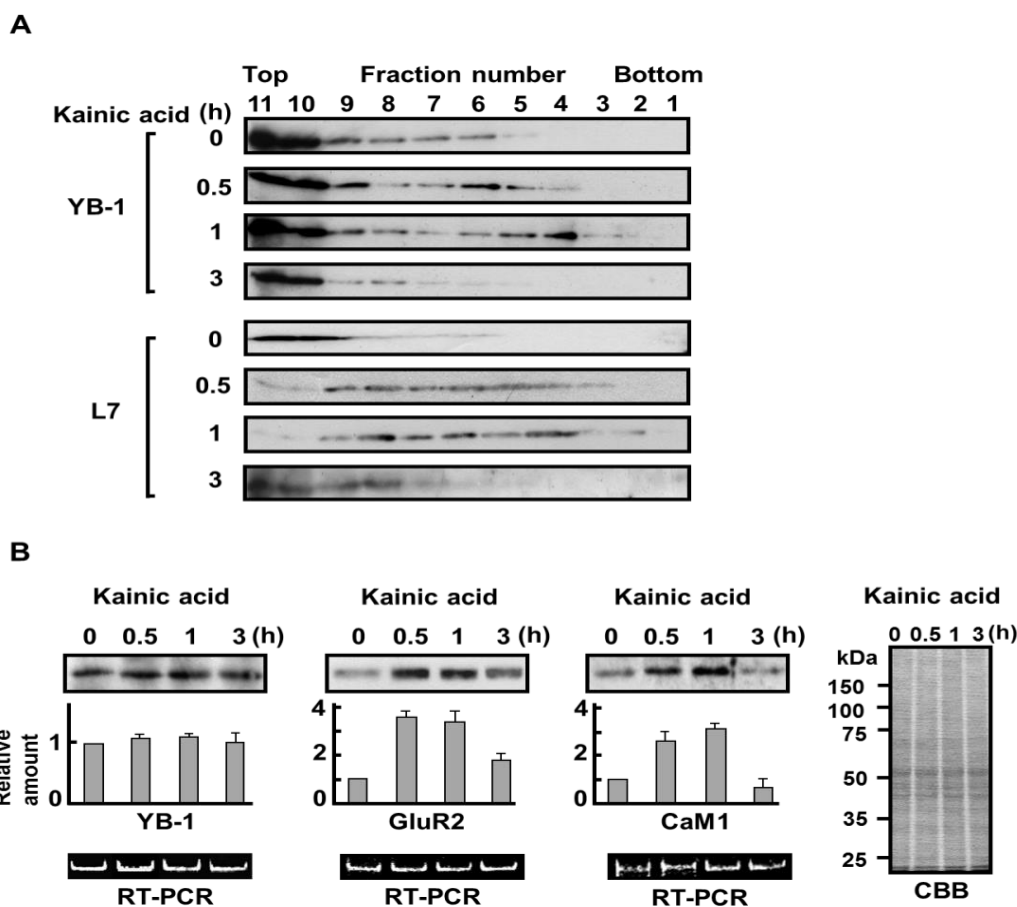 A
Top Fraction number Bottom
Kainic acid (h) 11 10 9 8 7 6 5 4 3 2 1
YB-1
0
0.5
1
3
L7
0
0.5
1
3
B
Kainic acid
0 0.5 1 3 (h)
Relative amount
1
0
YB-1
RT-PCR
Kainic acid
0 0.5 1 3 (h)
4
2
0
GluR2
RT-PCR
Kainic acid
0 0.5 1 3 (h)
4
2
0
CaM1
RT-PCR
Kainic acid
0 0.5 1 3 (h)
kDa
150
100
75
50
35
25
CBB